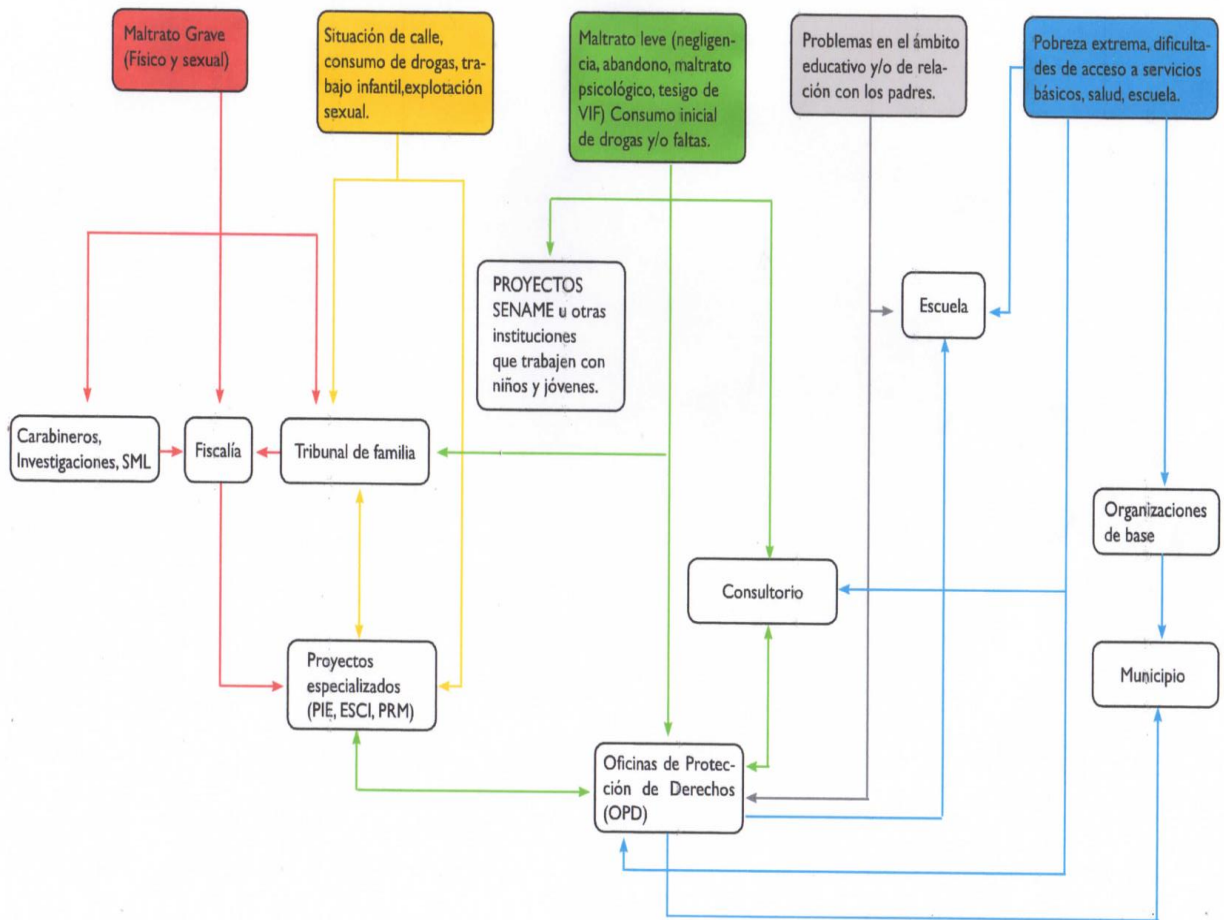 Maltrato Grave
(Físico y sexual)
Situación de calle,
consumo de drogas, tra-
bajo infantil,explotación
sexual.
Maltrato leve (negligen-
cia, abandono, maltrato
psicológico, tesigo de
VIF) Consumo inicial
de drogas y/o faltas.
Problemas en el ámbito
educativo y/o de rela-
ción con los padres.
Pobreza extrema, dificulta-
des de acceso a servicios
básicos, salud, escuela.
PROYECTOS
SENAME u otras
instituciones
que trabajen con
niños y jóvenes.
Escuela
Carabineros,
Investigaciones, SML
Fiscalía
Tribunal de familia
Organizaciones
de base
Consultorio
Proyectos
especializados
(PIE, ESCI, PRM)
Municipio
Oficinas de Protec-
ción de Derechos
(OPD)